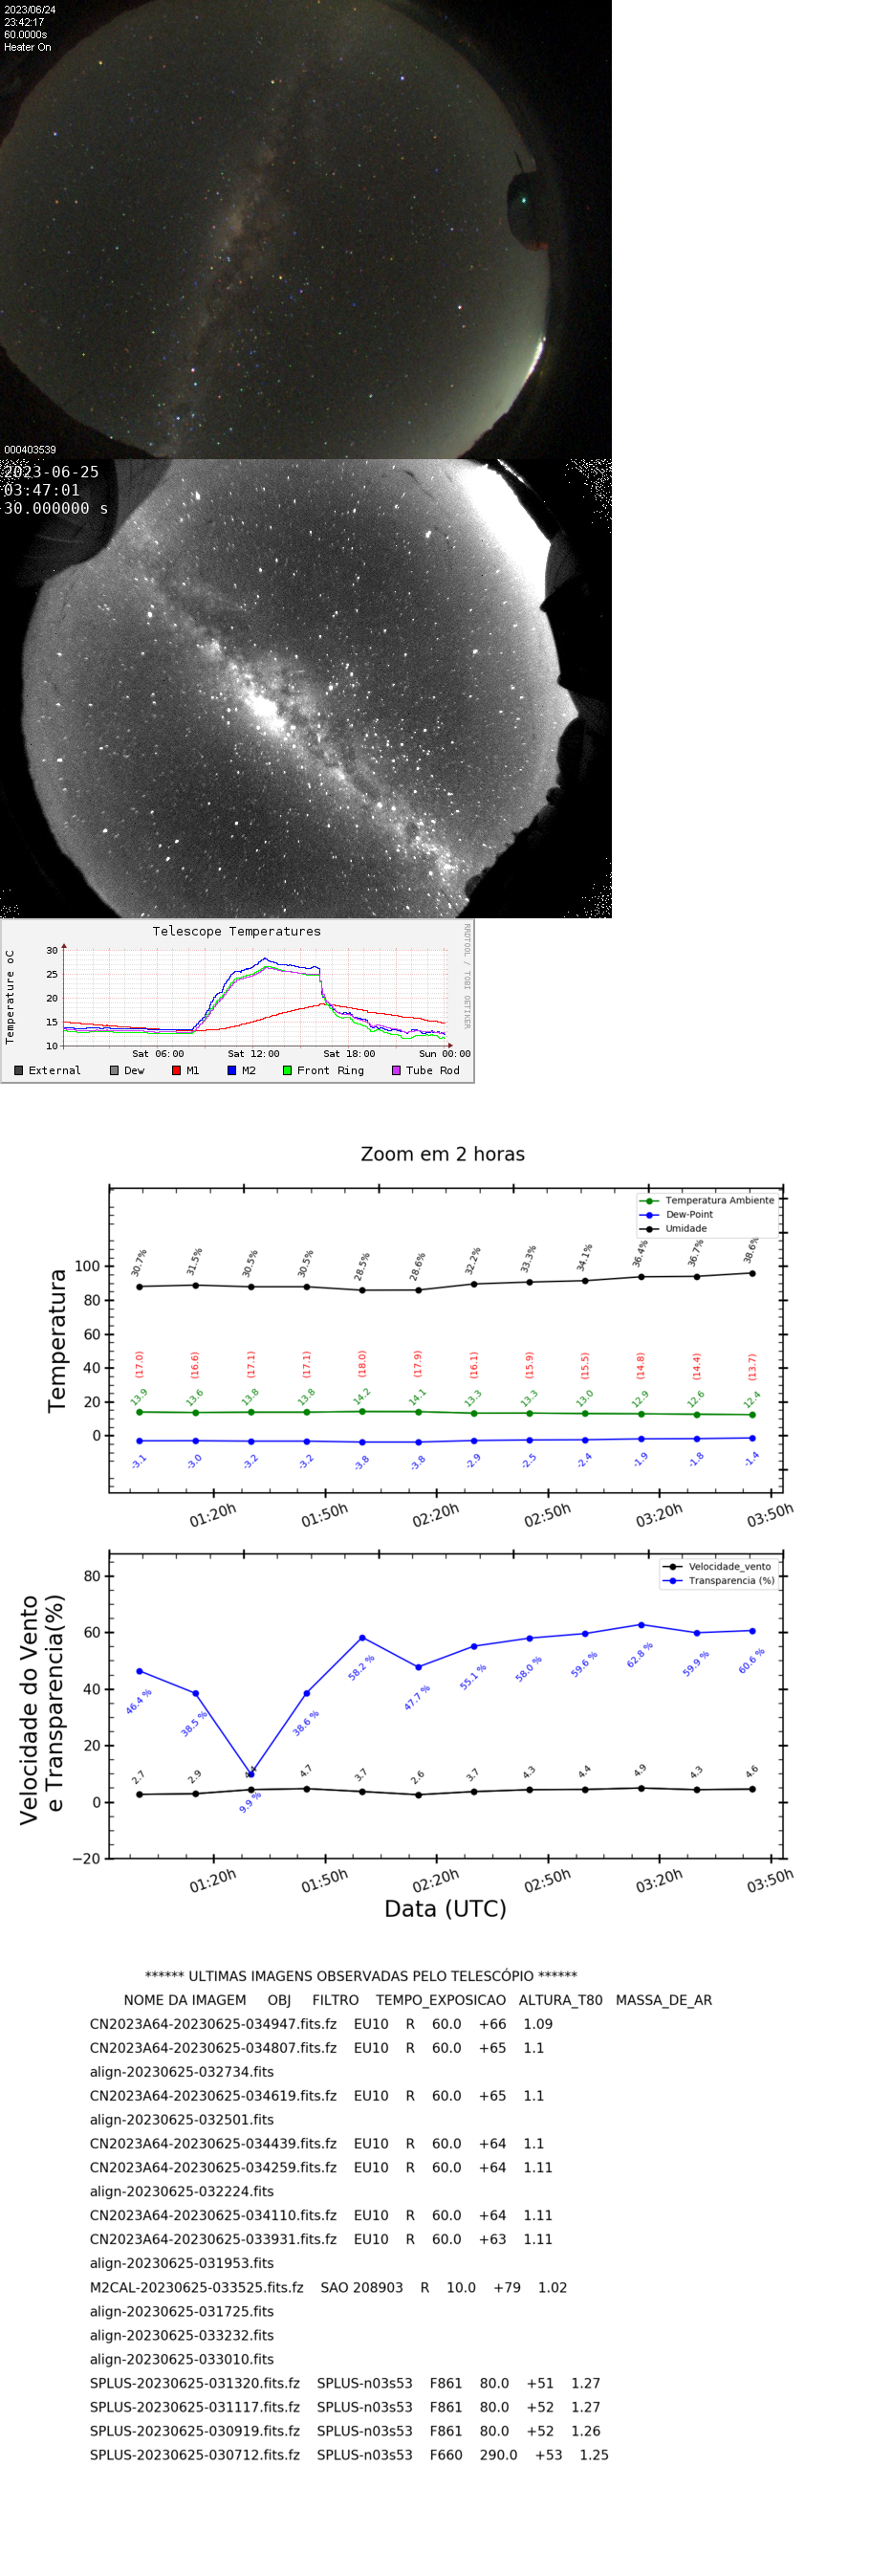 2023/06/24
23:42:17
60.0000s
Heater On
000403539
2023-06-25
03:47:01
30.000000 s
Telescope Temperatures
RRDTOOL / TOBI OETIKER
Temperature oC
30
25
20
15
10
Sat 06:00 Sat 12:00 Sat 18:00 Sun 00:00
External Dew M1 M2 Front Ring Tube Rod
Zoom em 2 horas
Temperatura Ambiente
Dew-Point
Umidade
Temperatura
100
80
60
40
20
0
30.7% 31.5% 30.5% 30.5% 28.5% 28.6% 32.2% 33.3% 34.1% 36.4% 36.7% 38.6%
(17.0) (16.6) (17.1) (17.1) (18.0) (17.9) (16.1) (15.9) (15.5) (14.8) (14.4) (13.7)
13.9 13.6 13.8 13.8 14.2 14.1 13.3 13.3 13.0 12.9 12.6 12.4
-3.1 -3.0 -3.2 -3.2 -3.8 -3.8 -2.9 -2.5 -2.4 -1.9 -1.8 -1.4
01:20h 01:50h 02:20h 02:50h 03:20h 03:50h
Velocidade_vento
Transparencia (%)
Velocidade do Vento
e Transparencia(%)
80
60
40
20
0
−20
46.4 % 38.5 % 9.9 % 38.6 % 58.2 % 47.7 % 55.1 % 58.0 % 59.6 % 62.8 % 59.9 % 60.6 %
2.7 2.9 4.7 3.7 2.6 3.7 4.3 4.4 4.9 4.3 4.6
01:20h 01:50h 02:20h 02:50h 03:20h 03:50h
Data (UTC)
****** ULTIMAS IMAGENS OBSERVADAS PELO TELESCÓPIO ******
NOME DA IMAGEM OBJ FILTRO TEMPO_EXPOSICAO ALTURA_T80 MASSA_DE_AR
CN2023A64-20230625-034947.fits.fz EU10 R 60.0 +66 1.09
CN2023A64-20230625-034807.fits.fz EU10 R 60.0 +65 1.1
align-20230625-032734.fits
CN2023A64-20230625-034619.fits.fz EU10 R 60.0 +65 1.1
align-20230625-032501.fits
CN2023A64-20230625-034439.fits.fz EU10 R 60.0 +64 1.1
CN2023A64-20230625-034259.fits.fz EU10 R 60.0 +64 1.11
align-20230625-032224.fits
CN2023A64-20230625-034110.fits.fz EU10 R 60.0 +64 1.11
CN2023A64-20230625-033931.fits.fz EU10 R 60.0 +63 1.11
align-20230625-031953.fits
M2CAL-20230625-033525.fits.fz SAO 208903 R 10.0 +79 1.02
align-20230625-031725.fits
align-20230625-033232.fits
align-20230625-033010.fits
SPLUS-20230625-031320.fits.fz SPLUS-n03s53 F861 80.0 +51 1.27
SPLUS-20230625-031117.fits.fz SPLUS-n03s53 F861 80.0 +52 1.27
SPLUS-20230625-030919.fits.fz SPLUS-n03s53 F861 80.0 +52 1.26
SPLUS-20230625-030712.fits.fz SPLUS-n03s53 F660 290.0 +53 1.25